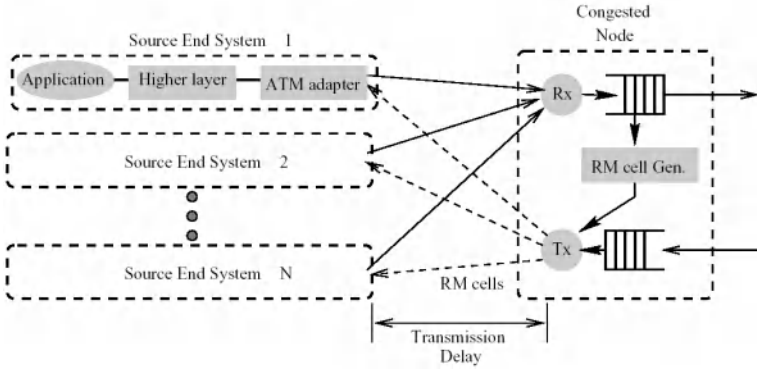 Congested
Node
Source End System 1
Application
Higher layer
ATM adapter
Rx
Source End System 2
RM cell Gen.
Tx
Source End System N
RM cells
Transmission
Delay